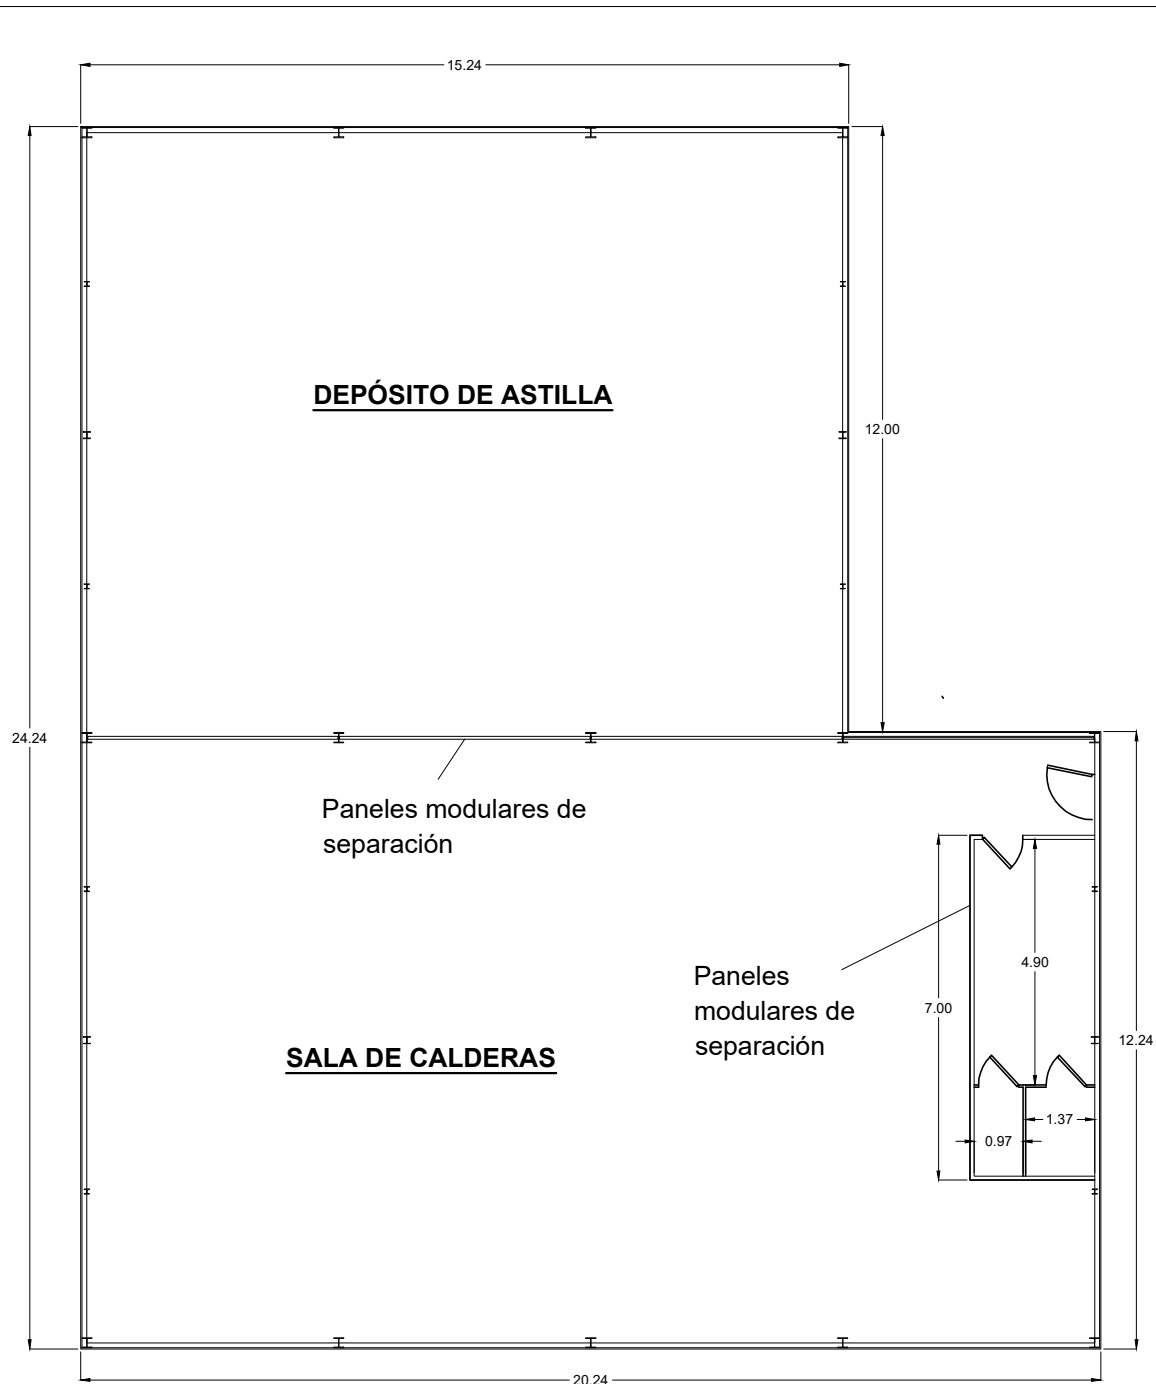 15.24
DEPÓSITO DE ASTILLA
12.00
24.24
Paneles modulares de
separación
Paneles
modulares de
separación
4.90
7.00
12.24
SALA DE CALDERAS
1.37
0.97
20.24